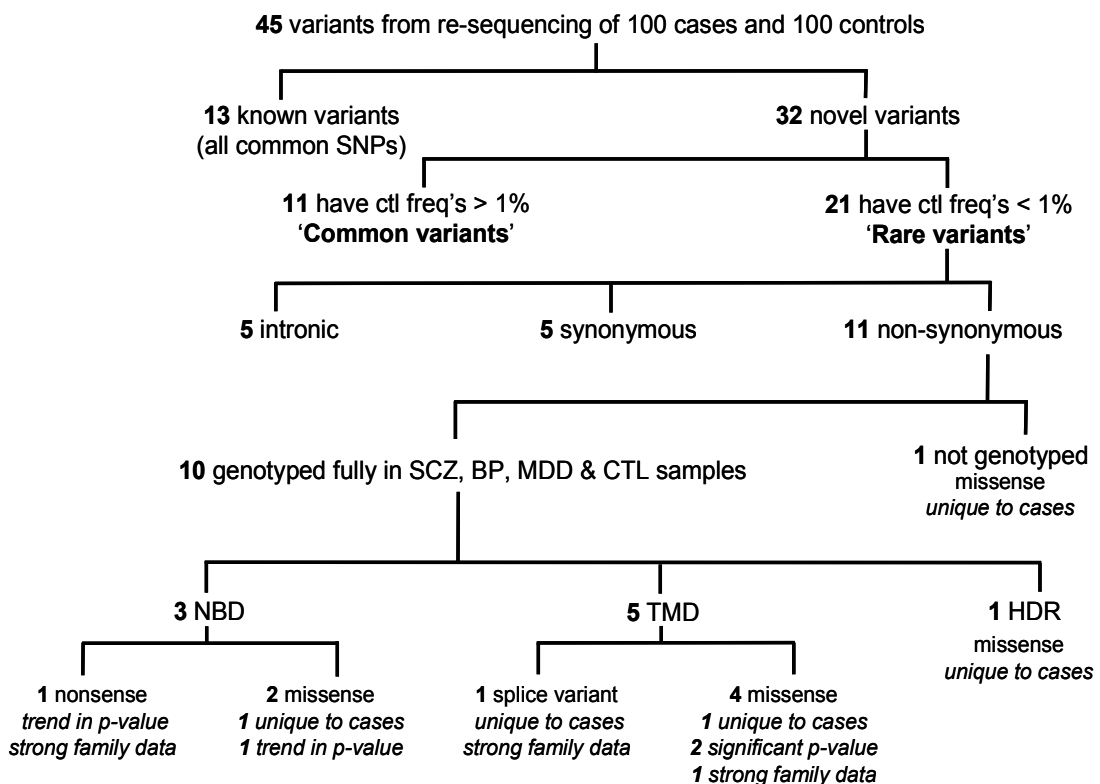 45 variants from re-sequencing of 100 cases and 100 controls
13 known variants
(all common SNPs)
32 novel variants
11 have ctl freq's > 1%
'Common variants'
21 have ctl freq's < 1%
'Rare variants'
5 intronic
5 synonymous
11 non-synonymous
10 genotyped fully in SCZ, BP, MDD & CTL samples
1 not genotyped
missense
unique to cases
3 NBD
5 TMD
1 HDR
missense
unique to cases
1 nonsense
trend in p-value
strong family data
2 missense
1 unique to cases
1 trend in p-value
1 splice variant
unique to cases
strong family data
4 missense
1 unique to cases
2 significant p-value
1 strong family data